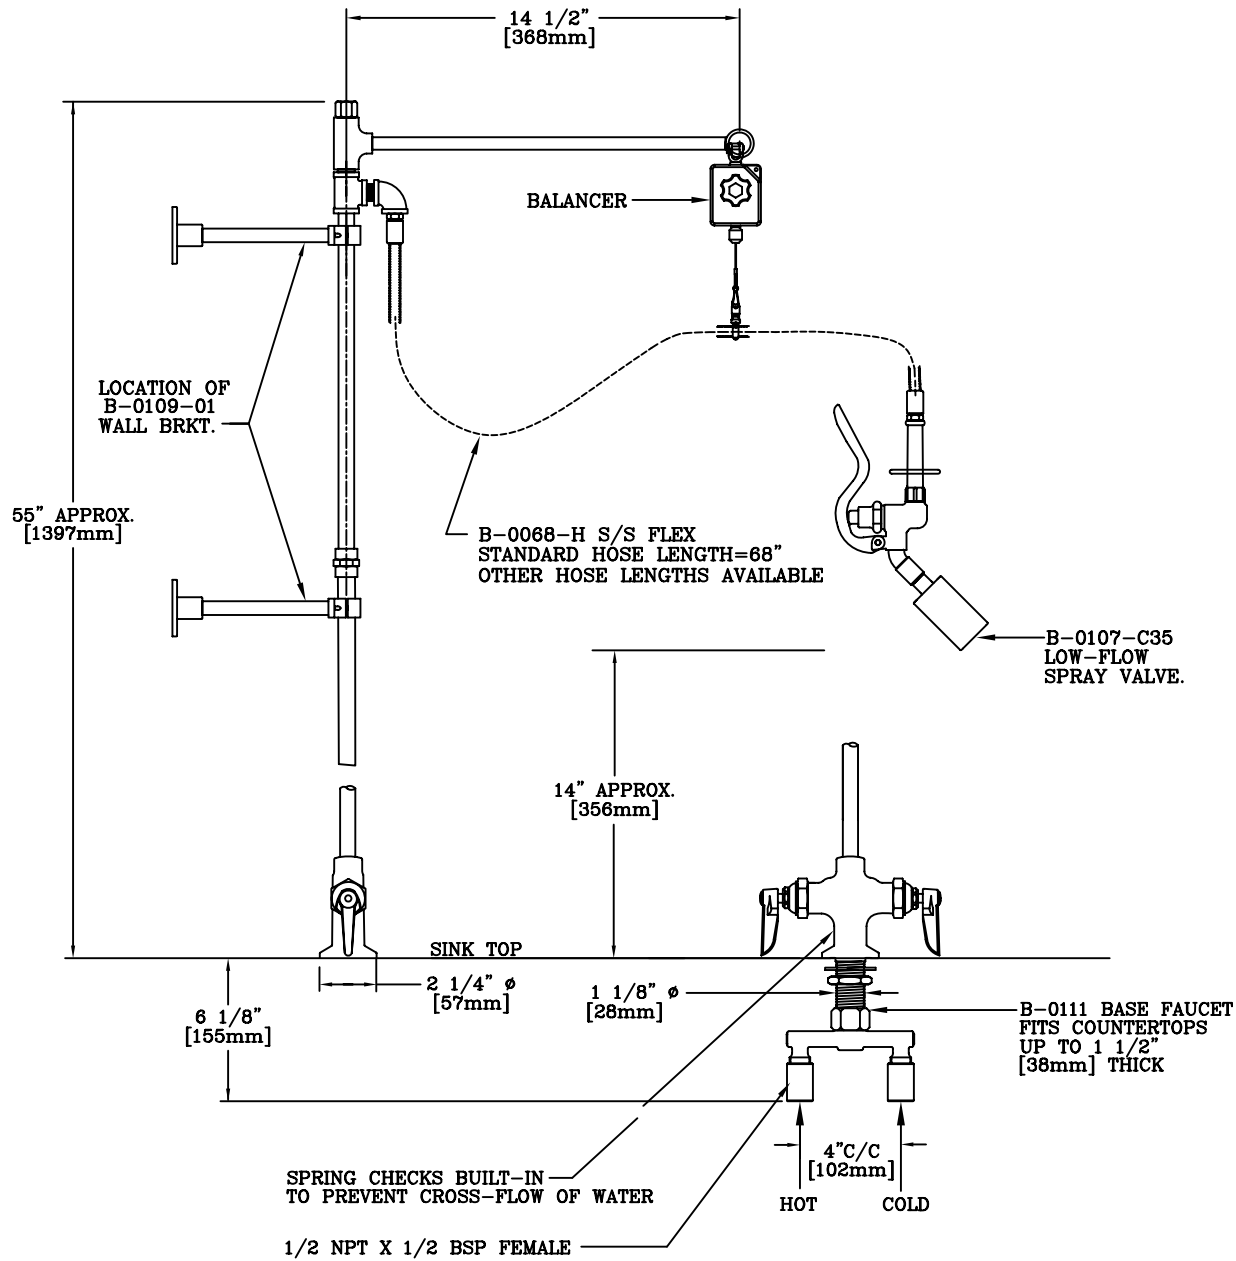 14 1/2"
[368mm]
BALANCER
LOCATION OF
B-0109-01
WALL BRKT.
55" APPROX.
[1397mm]
B-0068-H S/S FLEX
STANDARD HOSE LENGTH=68"
OTHER HOSE LENGTHS AVAILABLE
B-0107-C35
LOW-FLOW
SPRAY VALVE.
14" APPROX.
[356mm]
SINK TOP
2 1/4" ø
[57mm]
1 1/8" ø
[28mm]
6 1/8"
[155mm]
B-0111 BASE FAUCET
FITS COUNTERTOPS
UP TO 1 1/2"
[38mm] THICK
4"C/C
[102mm]
SPRING CHECKS BUILT-IN
TO PREVENT CROSS-FLOW OF WATER
HOT
COLD
1/2 NPT X 1/2 BSP FEMALE